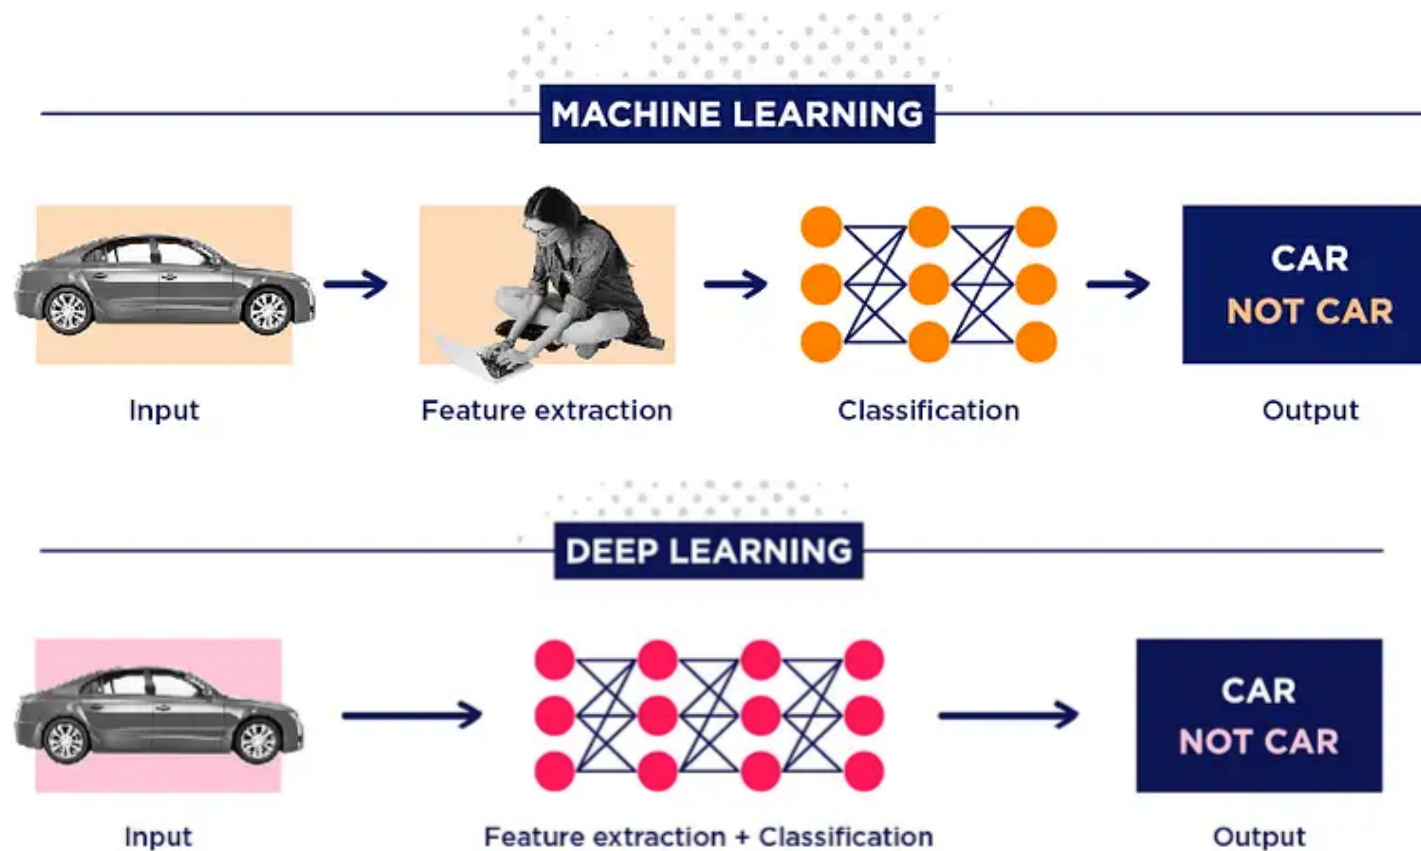 MACHINE LEARNING
CAR
NOT CAR
Input
Feature extraction
Classification
Output
DEEP LEARNING
CAR
NOT CAR
Input
Feature extraction + Classification
Output